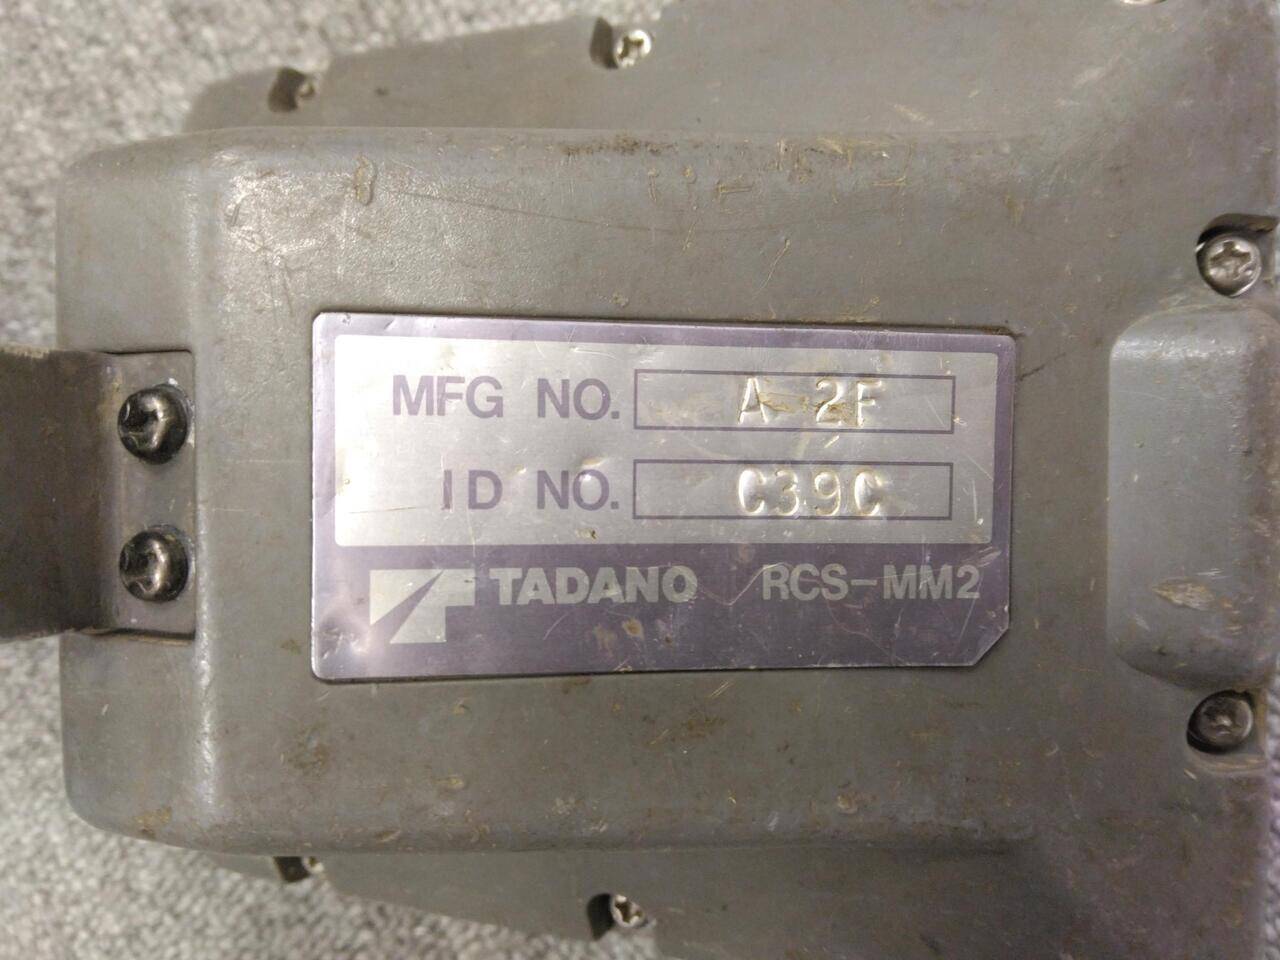 MFG NO. A 2F
ID NO. C39C
TADANO RCS-MM2